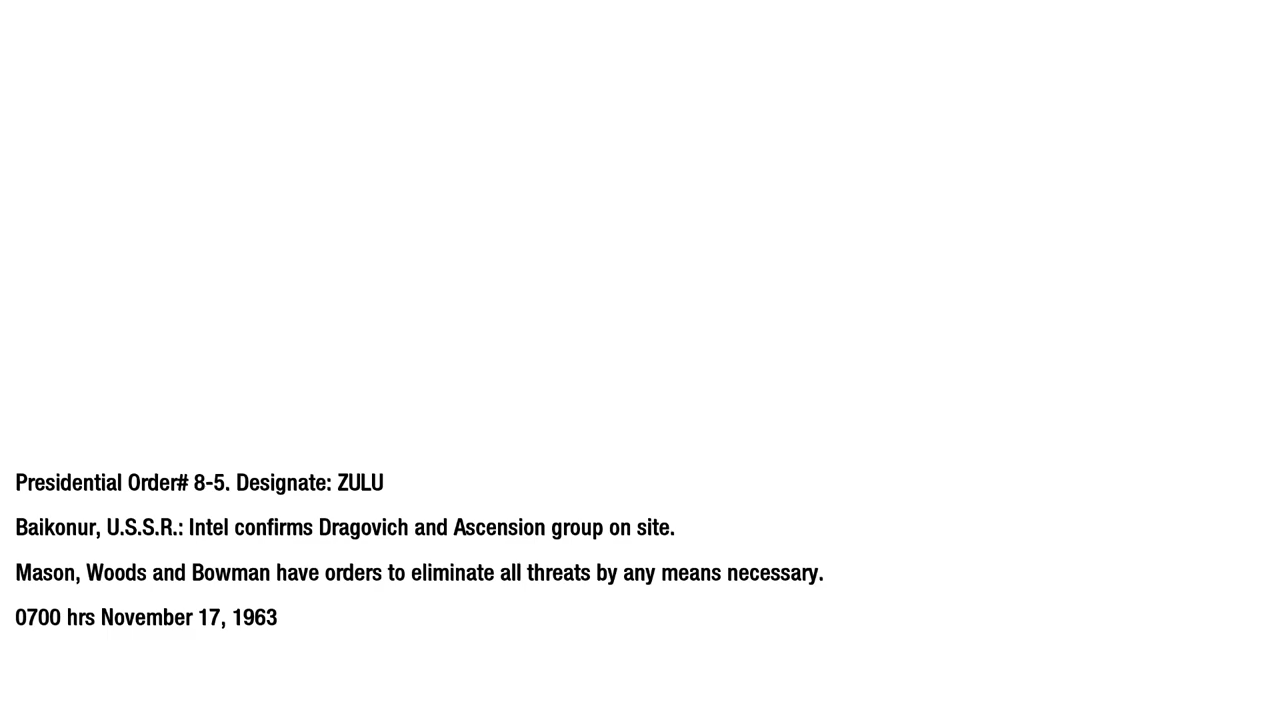 Presidential Order# 8-5. Designate: ZULU
Baikonur, U.S.S.R.: Intel confirms Dragovich and Ascension group on site.
Mason, Woods and Bowman have orders to eliminate all threats by any means necessary.
0700 hrs November 17, 1963